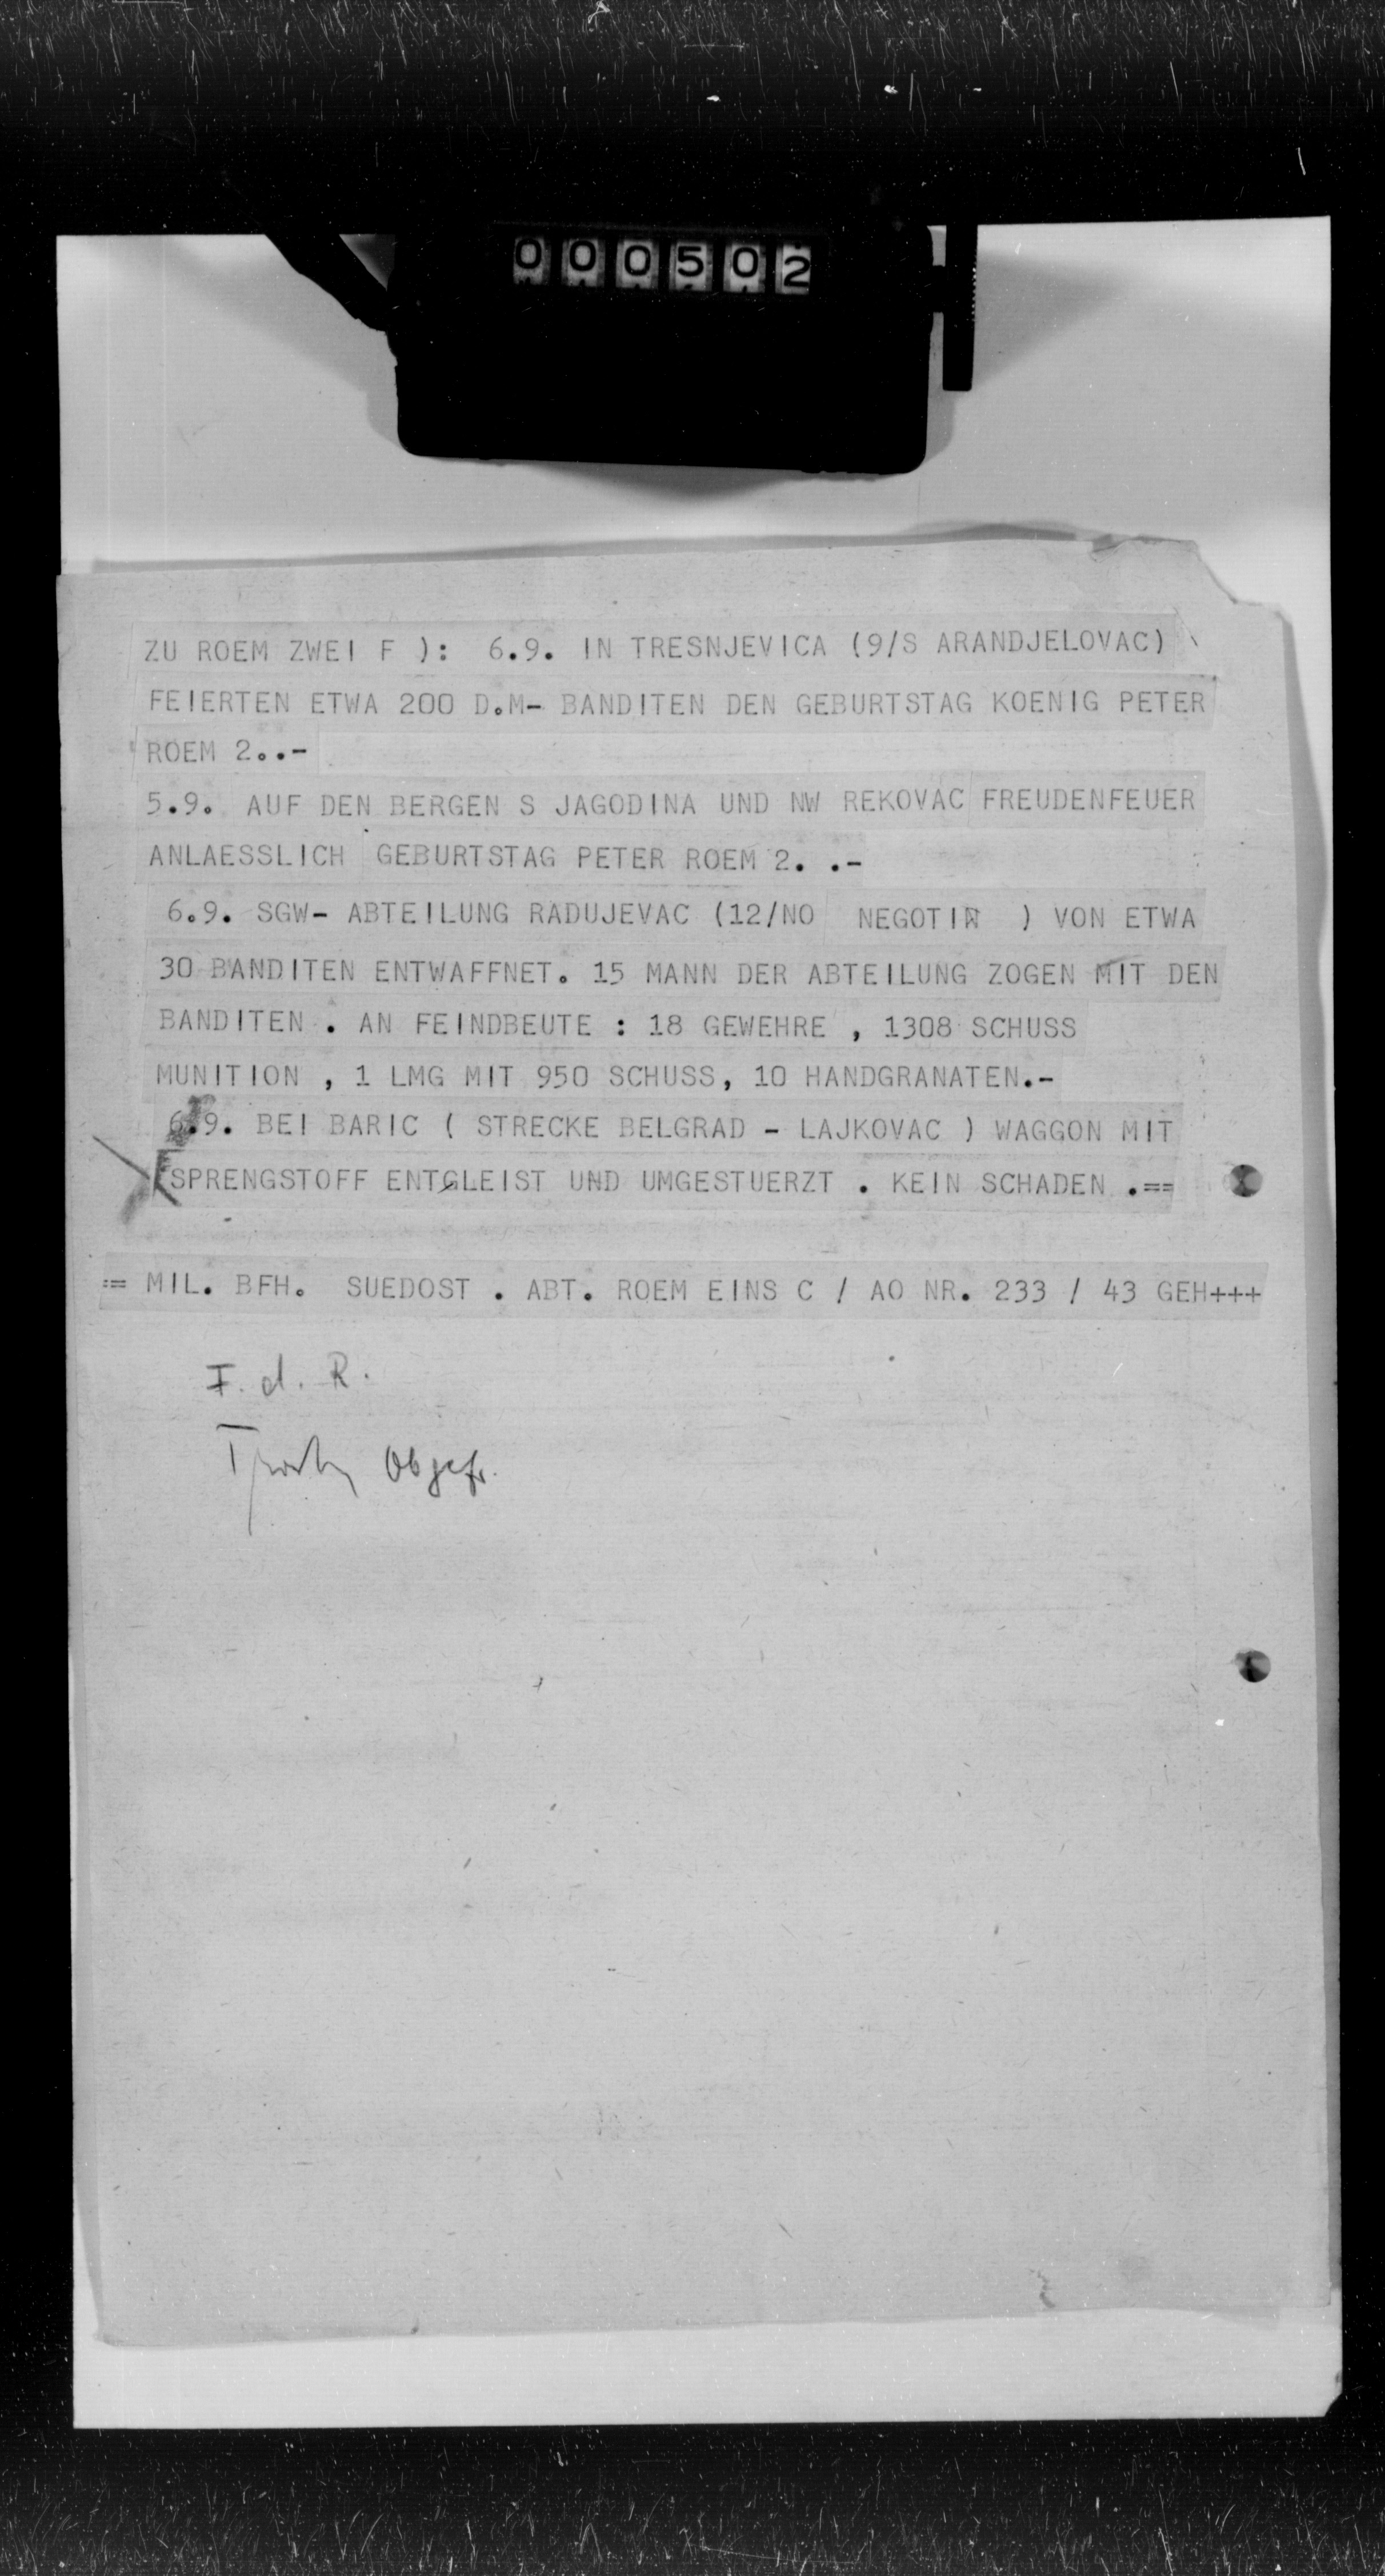 000502
ZU ROEM ZWEI F ): 6.9. IN TRESNJEVICA (9/S ARANDJELOVAC)
FEIERTEN ETWA 200 D.M- BANDITEN DEN GEBURTSTAG KOENIG PETER
ROEM 2..-
5.9. AUF DEN BERGEN S JAGODINA UND NW REKOVAC FREUDENFEUER
ANLAESSLICH GEBURTSTAG PETER ROEM 2. .-
6.9. SGW- ABTEILUNG RADUJEVAC (12/NO NEGOTIN ) VON ETWA
30 BANDITEN ENTWAFFNET. 15 MANN DER ABTEILUNG ZOGEN MIT DEN
BANDITEN . AN FEINDBEUTE : 18 GEWEHRE , 1308 SCHUSS
MUNITION , 1 LMG MIT 950 SCHUSS, 10 HANDGRANATEN.-
6.9. BEI BARIC ( STRECKE BELGRAD - LAJKOVAC ) WAGGON MIT
SPRENGSTOFF ENTGLEIST UND UMGESTUERZT . KEIN SCHADEN .==
== MIL. BFH. SUEDOST . ABT. ROEM EINS C / AO NR. 233 / 43 GEH+++
F. d. R.
Obgefr.